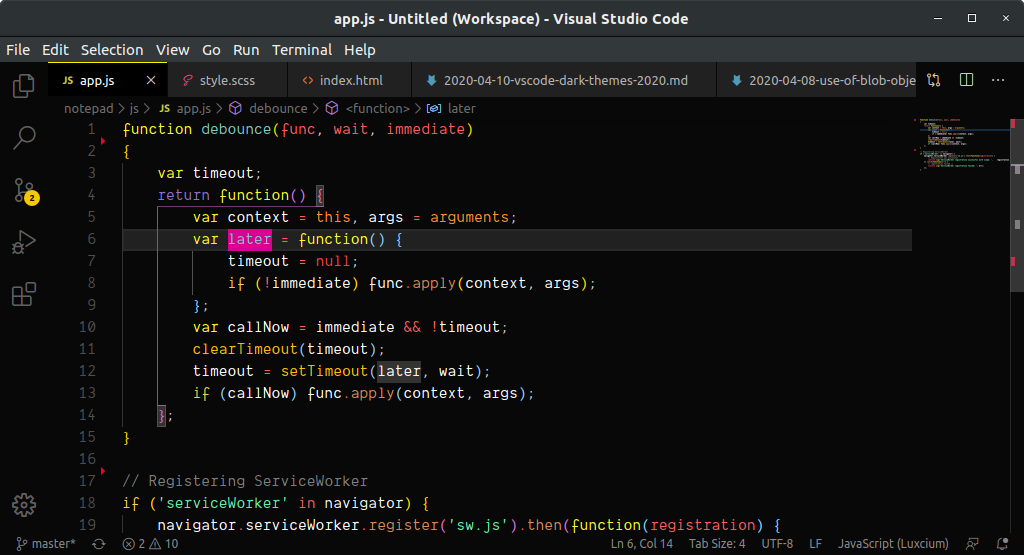 app.js - Untitled (Workspace) - Visual Studio Code
File Edit Selection View Go Run Terminal Help
JS app.js style.scss <> index.html 2020-04-10-vscode-dark-themes-2020.md 2020-04-08-use-of-blob-obje
notepad > js > JS app.js > debounce > <function> > later
1 function debounce(func, wait, immediate)
2 {
3 var timeout;
4 return function() {
5 var context = this, args = arguments;
6 var later = function() {
7 timeout = null;
8 if (!immediate) func.apply(context, args);
9 };
10 var callNow = immediate && !timeout;
11 clearTimeout(timeout);
12 timeout = setTimeout(later, wait);
13 if (callNow) func.apply(context, args);
14 };
15 }
16
17 // Registering ServiceWorker
18 if ('serviceWorker' in navigator) {
19 navigator.serviceWorker.register('sw.js').then(function(registration) {
2
master* 2 10 Ln 6, Col 14 Tab Size: 4 UTF-8 LF JavaScript (Luxcium)